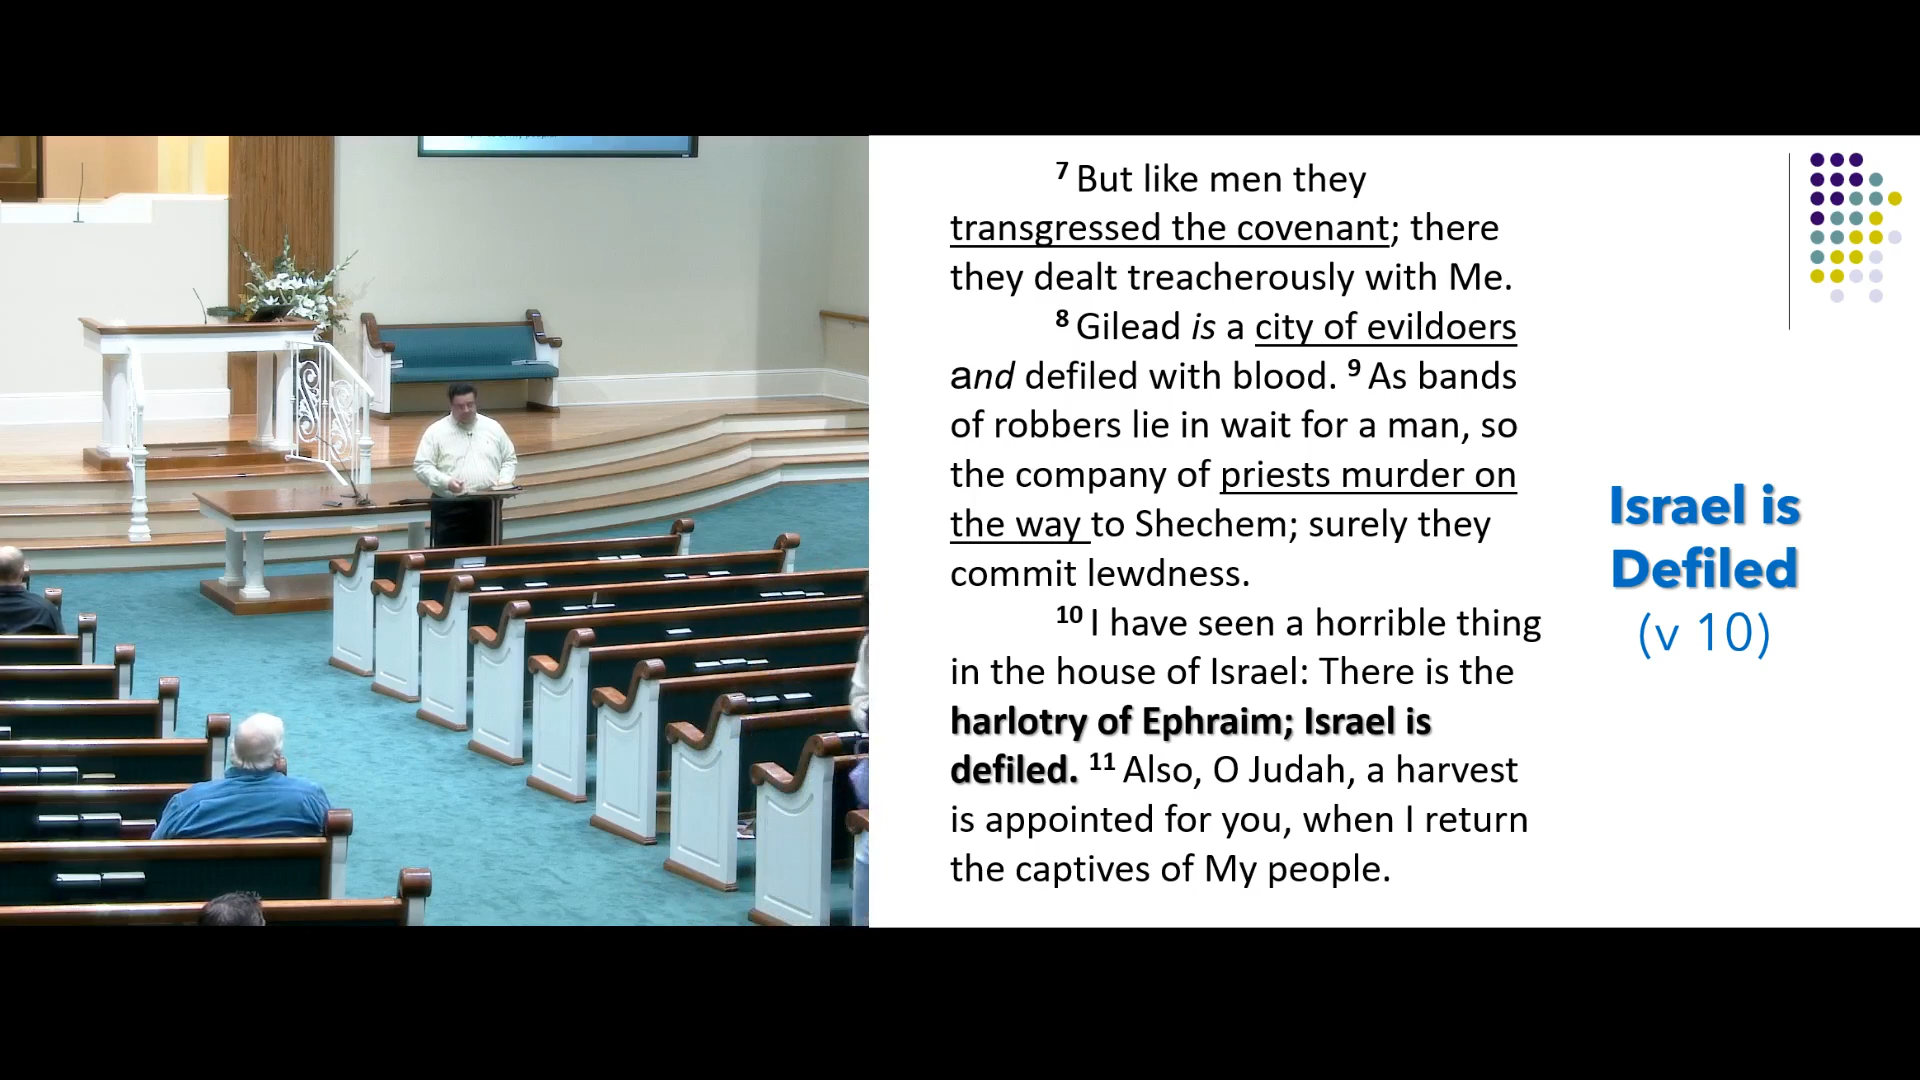 ⁷ But like men they
transgressed the covenant; there
they dealt treacherously with Me.
⁸ Gilead is a city of evildoers
and defiled with blood. ⁹ As bands
of robbers lie in wait for a man, so
the company of priests murder on
the way to Shechem; surely they
commit lewdness.
¹⁰ I have seen a horrible thing
in the house of Israel: There is the
harlotry of Ephraim; Israel is
defiled. ¹¹ Also, O Judah, a harvest
is appointed for you, when I return
the captives of My people.
Israel is
Defiled
(v 10)